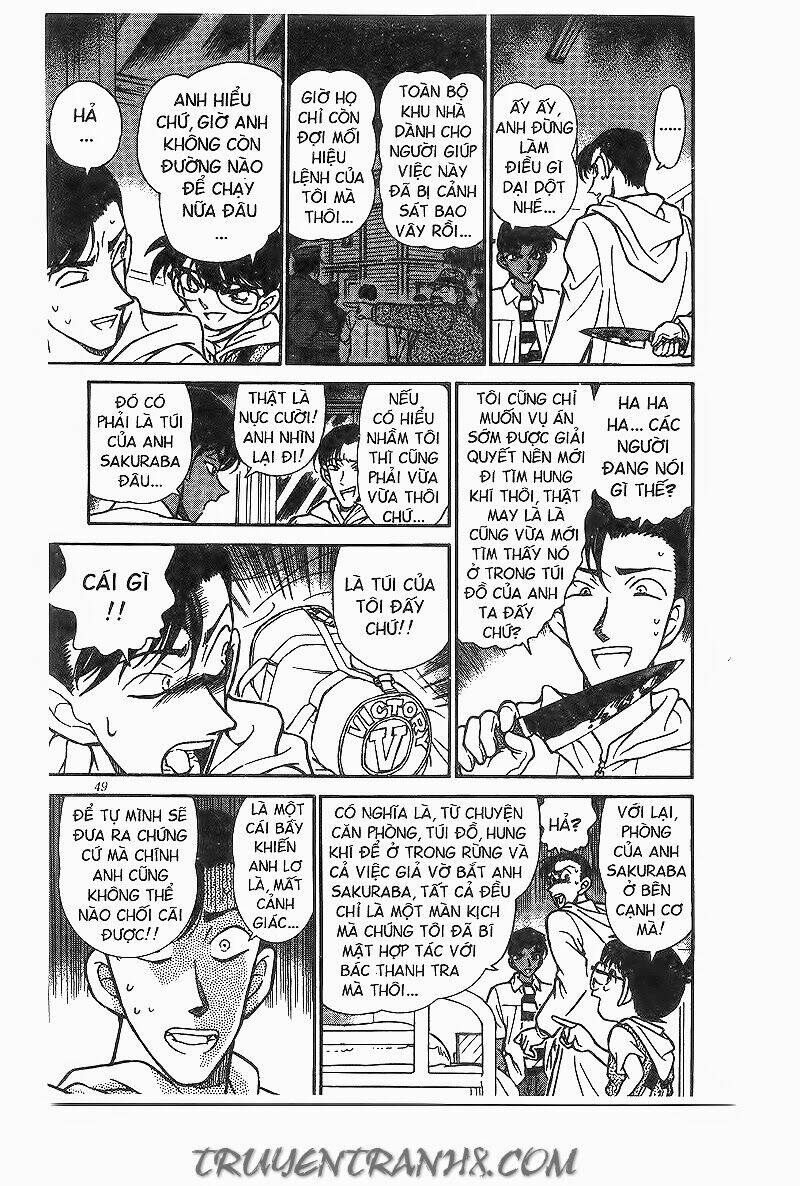 ......
ẤY ẤY,
ANH ĐỪNG
LÀM
ĐIỀU GÌ
DẠI DỘT
NHÉ...
TOÀN BỘ
KHU NHÀ
DÀNH CHO
NGƯỜI GIÚP
VIỆC NÀY
ĐÃ BỊ CẢNH
SÁT BAO
VÂY RỒI...
GIỜ HỌ
CHỈ CÒN
ĐỢI MỖI
HIỆU
LỆNH CỦA
TÔI MÀ
THÔI...
ANH HIỂU
CHỨ, GIỜ ANH
KHÔNG CÒN
ĐƯỜNG NÀO
ĐỂ CHẠY
NỮA ĐÂU
...
HẢ
...
HA HA
HA... CÁC
NGƯỜI
ĐANG NÓI
GÌ THẾ?
TÔI CŨNG CHỈ
MUỐN VỤ ÁN
SỚM ĐƯỢC GIẢI
QUYẾT NÊN MỚI
ĐI TÌM HUNG
KHÍ THÔI, THẬT
MAY LÀ LÀ
CŨNG VỪA MỚI
TÌM THẤY NÓ
Ở TRONG TÚI
ĐỒ CỦA ANH
TA ĐẤY
CHỨ?
NẾU
CÓ HIỂU
NHẦM TÔI
THÌ CŨNG
PHẢI VỪA
VỪA THÔI
CHỨ...
THẬT LÀ
NỰC CƯỜI!
ANH NHÌN
LẠI ĐI!
ĐÓ CÓ
PHẢI LÀ TÚI
CỦA ANH
SAKURABA
ĐÂU...
LÀ TÚI CỦA
TÔI ĐẤY
CHỨ!!
VICTORY
V
CÁI GÌ
!!
49
VỚI LẠI,
PHÒNG
CỦA ANH
SAKURABA
Ở BÊN
CẠNH CƠ
MÀ!
HẢ?
CÓ NGHĨA LÀ, TỪ CHUYỆN
CĂN PHÒNG, TÚI ĐỒ, HUNG
KHÍ ĐỂ Ở TRONG RỪNG VÀ
CẢ VIỆC GIẢ VỜ BẮT ANH
SAKURABA, TẤT CẢ ĐỀU
CHỈ LÀ MỘT MÀN KỊCH
MÀ CHÚNG TÔI ĐÃ BÍ
MẬT HỢP TÁC VỚI
BÁC THANH TRA
MÀ THÔI...
LÀ MỘT
CÁI BẪY
KHIẾN
ANH LƠ
LÀ, MẤT
CẢNH
GIÁC...
ĐỂ TỰ MÌNH SẼ
ĐƯA RA CHỨNG
CỨ MÀ CHÍNH
ANH CŨNG
KHÔNG THỂ
NÀO CHỐI CÃI
ĐƯỢC!!
TRUYENTRANH8.COM